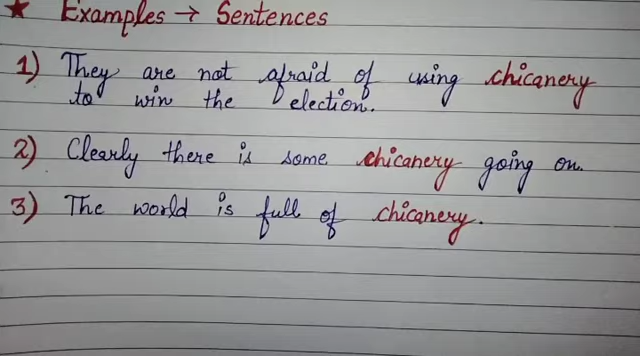 ★ Examples → Sentences
1) They are not afraid of using chicanery
to win the election.
2) Clearly there is some chicanery going on.
3) The world is full of chicanery.